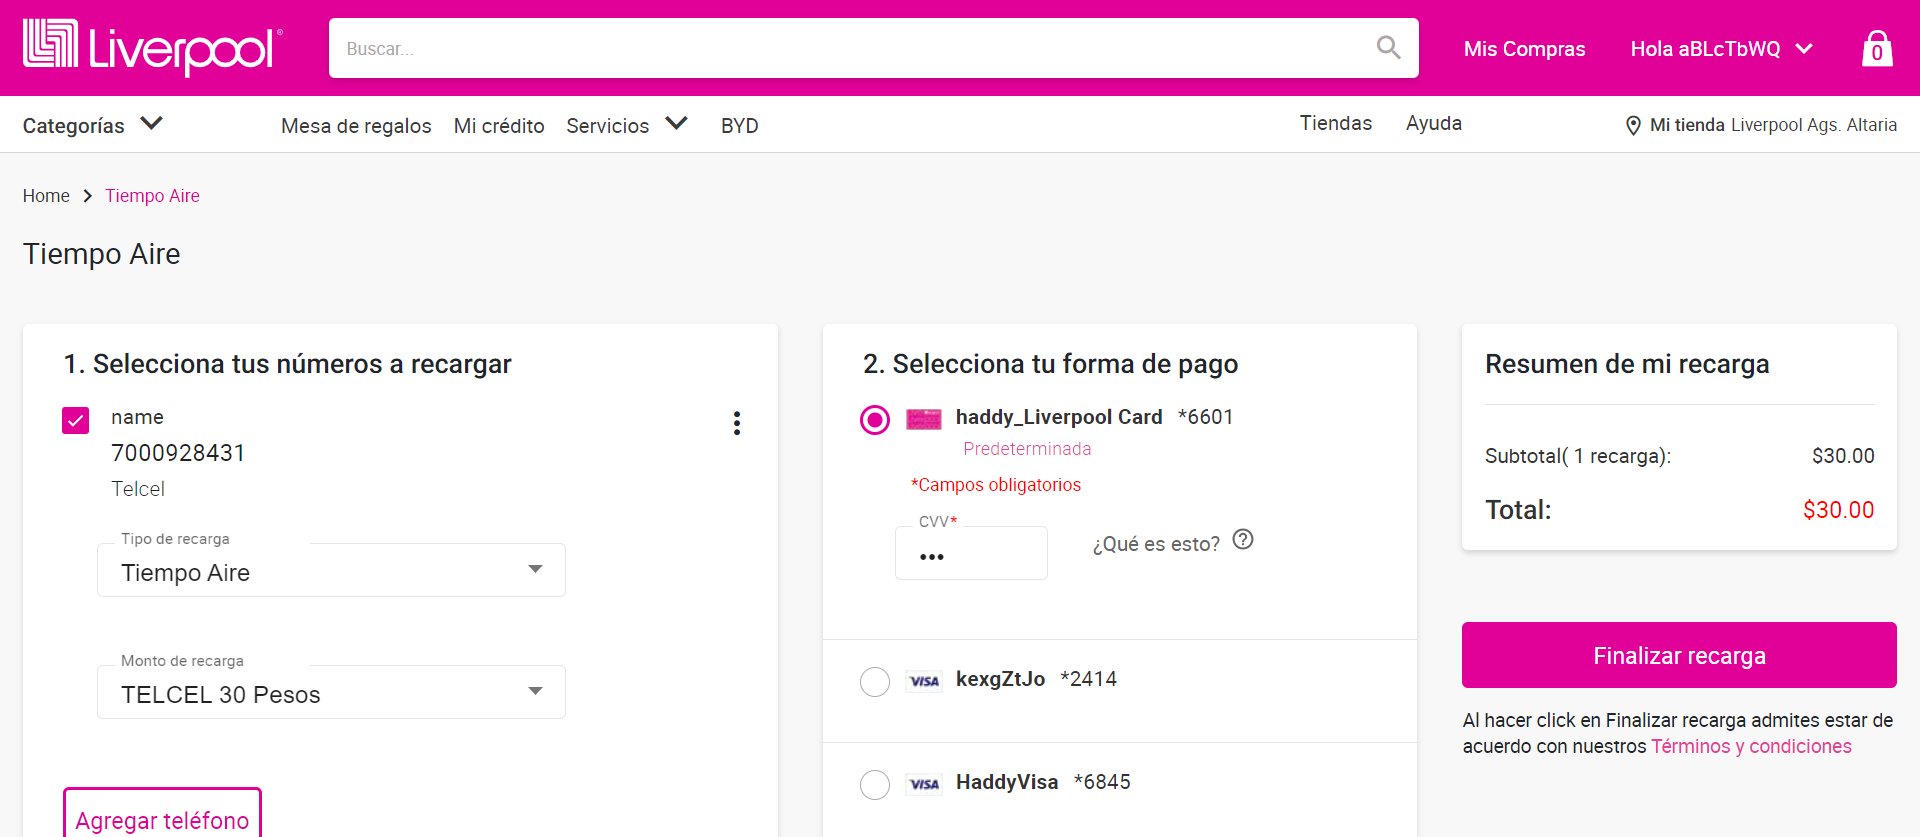 Liverpool®
Buscar...
Mis Compras
Hola aBLcTbWQ
0
Categorías
Mesa de regalos
Mi crédito
Servicios
BYD
Tiendas
Ayuda
Mi tienda Liverpool Ags. Altaria
Home > Tiempo Aire
Tiempo Aire
1. Selecciona tus números a recargar
name
7000928431
Telcel
Tipo de recarga
Tiempo Aire
Monto de recarga
TELCEL 30 Pesos
Agregar teléfono
2. Selecciona tu forma de pago
haddy_Liverpool Card *6601
Predeterminada
*Campos obligatorios
CVV*
•••
¿Qué es esto? ?
VISA kexgZtJo *2414
VISA HaddyVisa *6845
Resumen de mi recarga
Subtotal( 1 recarga): $30.00
Total: $30.00
Finalizar recarga
Al hacer click en Finalizar recarga admites estar de
acuerdo con nuestros Términos y condiciones